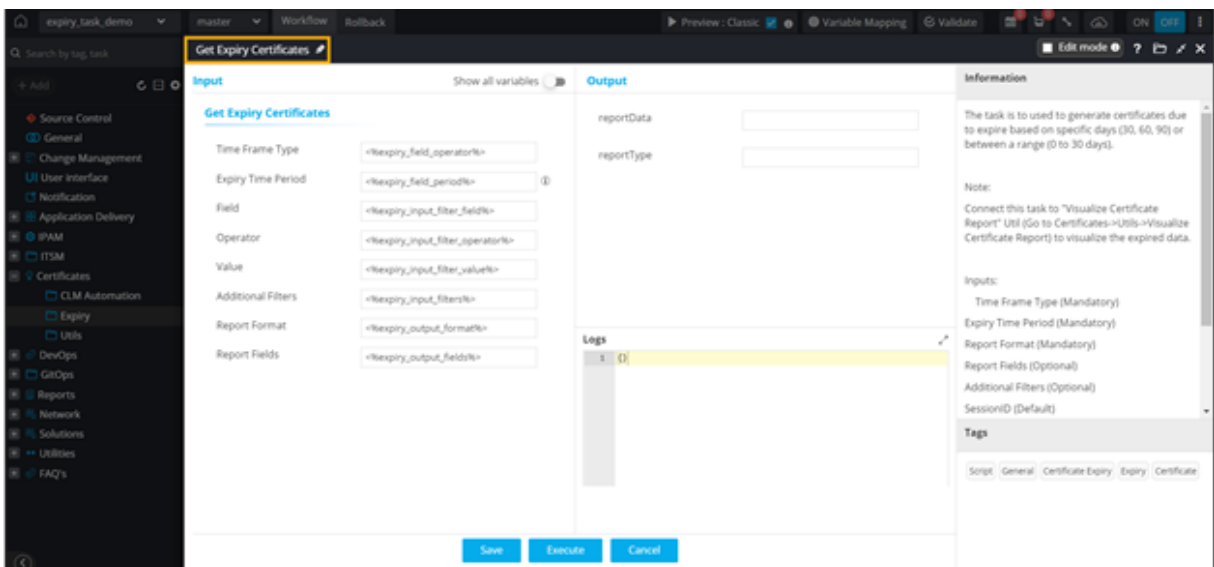 expiry_task_demo
master
Workflow
Rollback
Preview : Classic
Variable Mapping
Validate
ON OFF
Search by tag, task
Get Expiry Certificates
Edit mode
+ Add
Input
Show all variables
Output
Information
Source Control
General
Change Management
User interface
Notification
Application Delivery
IPAM
ITSM
Certificates
CLM Automation
Expiry
Utils
DevOps
GitOps
Reports
Network
Solutions
Utilities
FAQ's
Get Expiry Certificates
Time Frame Type
<%expiry_field_operator%>
Expiry Time Period
<%expiry_field_period%>
Field
<%expiry_input_filter_field%>
Operator
<%expiry_input_filter_operator%>
Value
<%expiry_input_filter_value%>
Additional Filters
<%expiry_input_filters%>
Report Format
<%expiry_output_format%>
Report Fields
<%expiry_output_fields%>
reportData
reportType
Logs
1 {}
The task is used to generate certificates due
to expire based on specific days (30, 60, 90) or
between a range (0 to 30 days).
Note:
Connect this task to "Visualize Certificate
Report" Util (Go to Certificates->Utils->Visualize
Certificate Report) to visualize the expired data.
Inputs:
Time Frame Type (Mandatory)
Expiry Time Period (Mandatory)
Report Format (Mandatory)
Report Fields (Optional)
Additional Filters (Optional)
SessionID (Default)
Tags
Script General Certificate Expiry Expiry Certificate
Save Execute Cancel